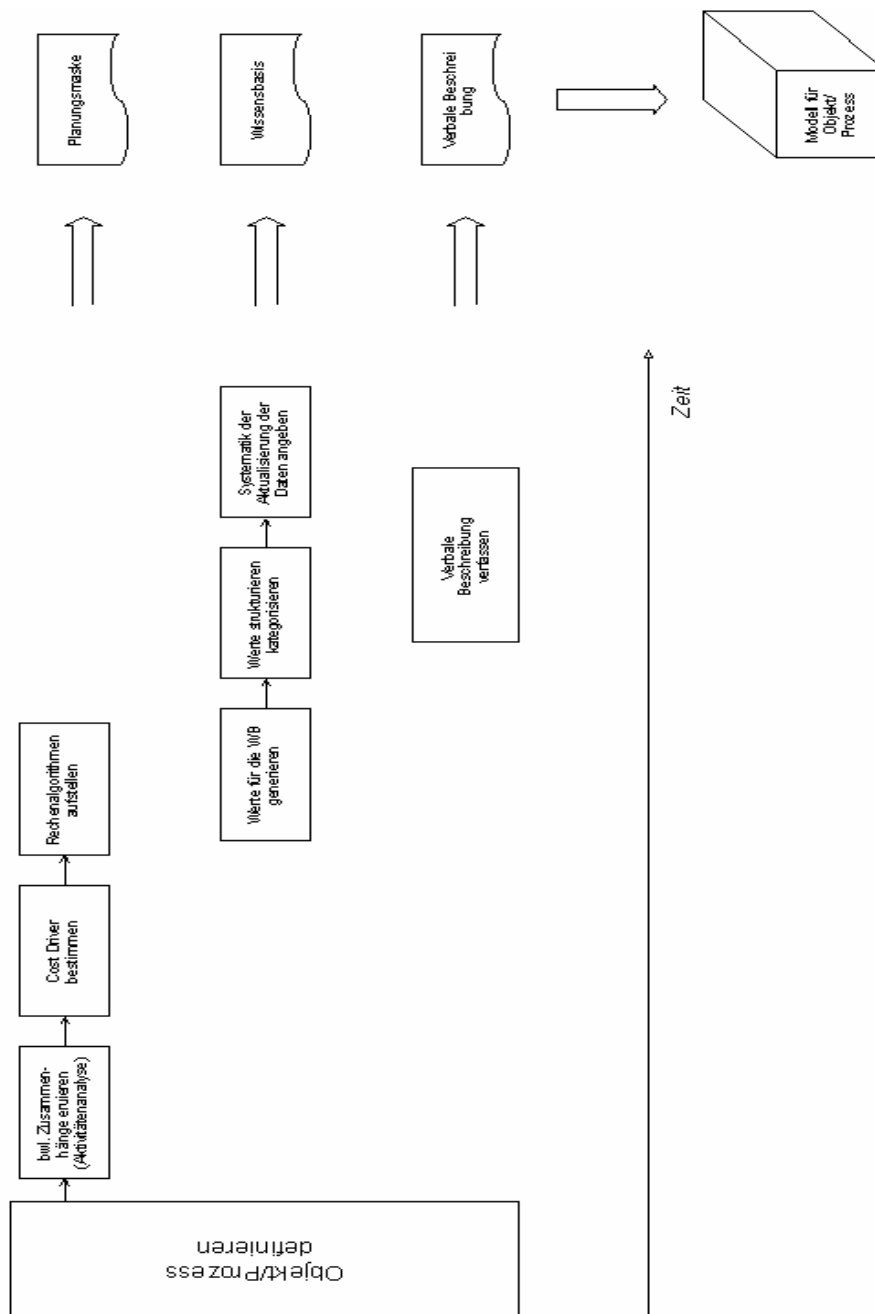 Objekt/Prozess
definieren
bwl. Zusammen-
hänge eruieren
(Aktivitätenanalyse)
Cost Driver
bestimmen
Rechenalgorithmen
aufstellen
Planungsmaske
Werte für die WB
generieren
Werte strukturieren
kategorisieren
Systematik der
Aktualisierung der
Daten angeben
Wissensbasis
Verbale
Beschreibung
verfassen
Verbale Beschrei
bung
Zeit
Modell für
Objekt/
Prozess